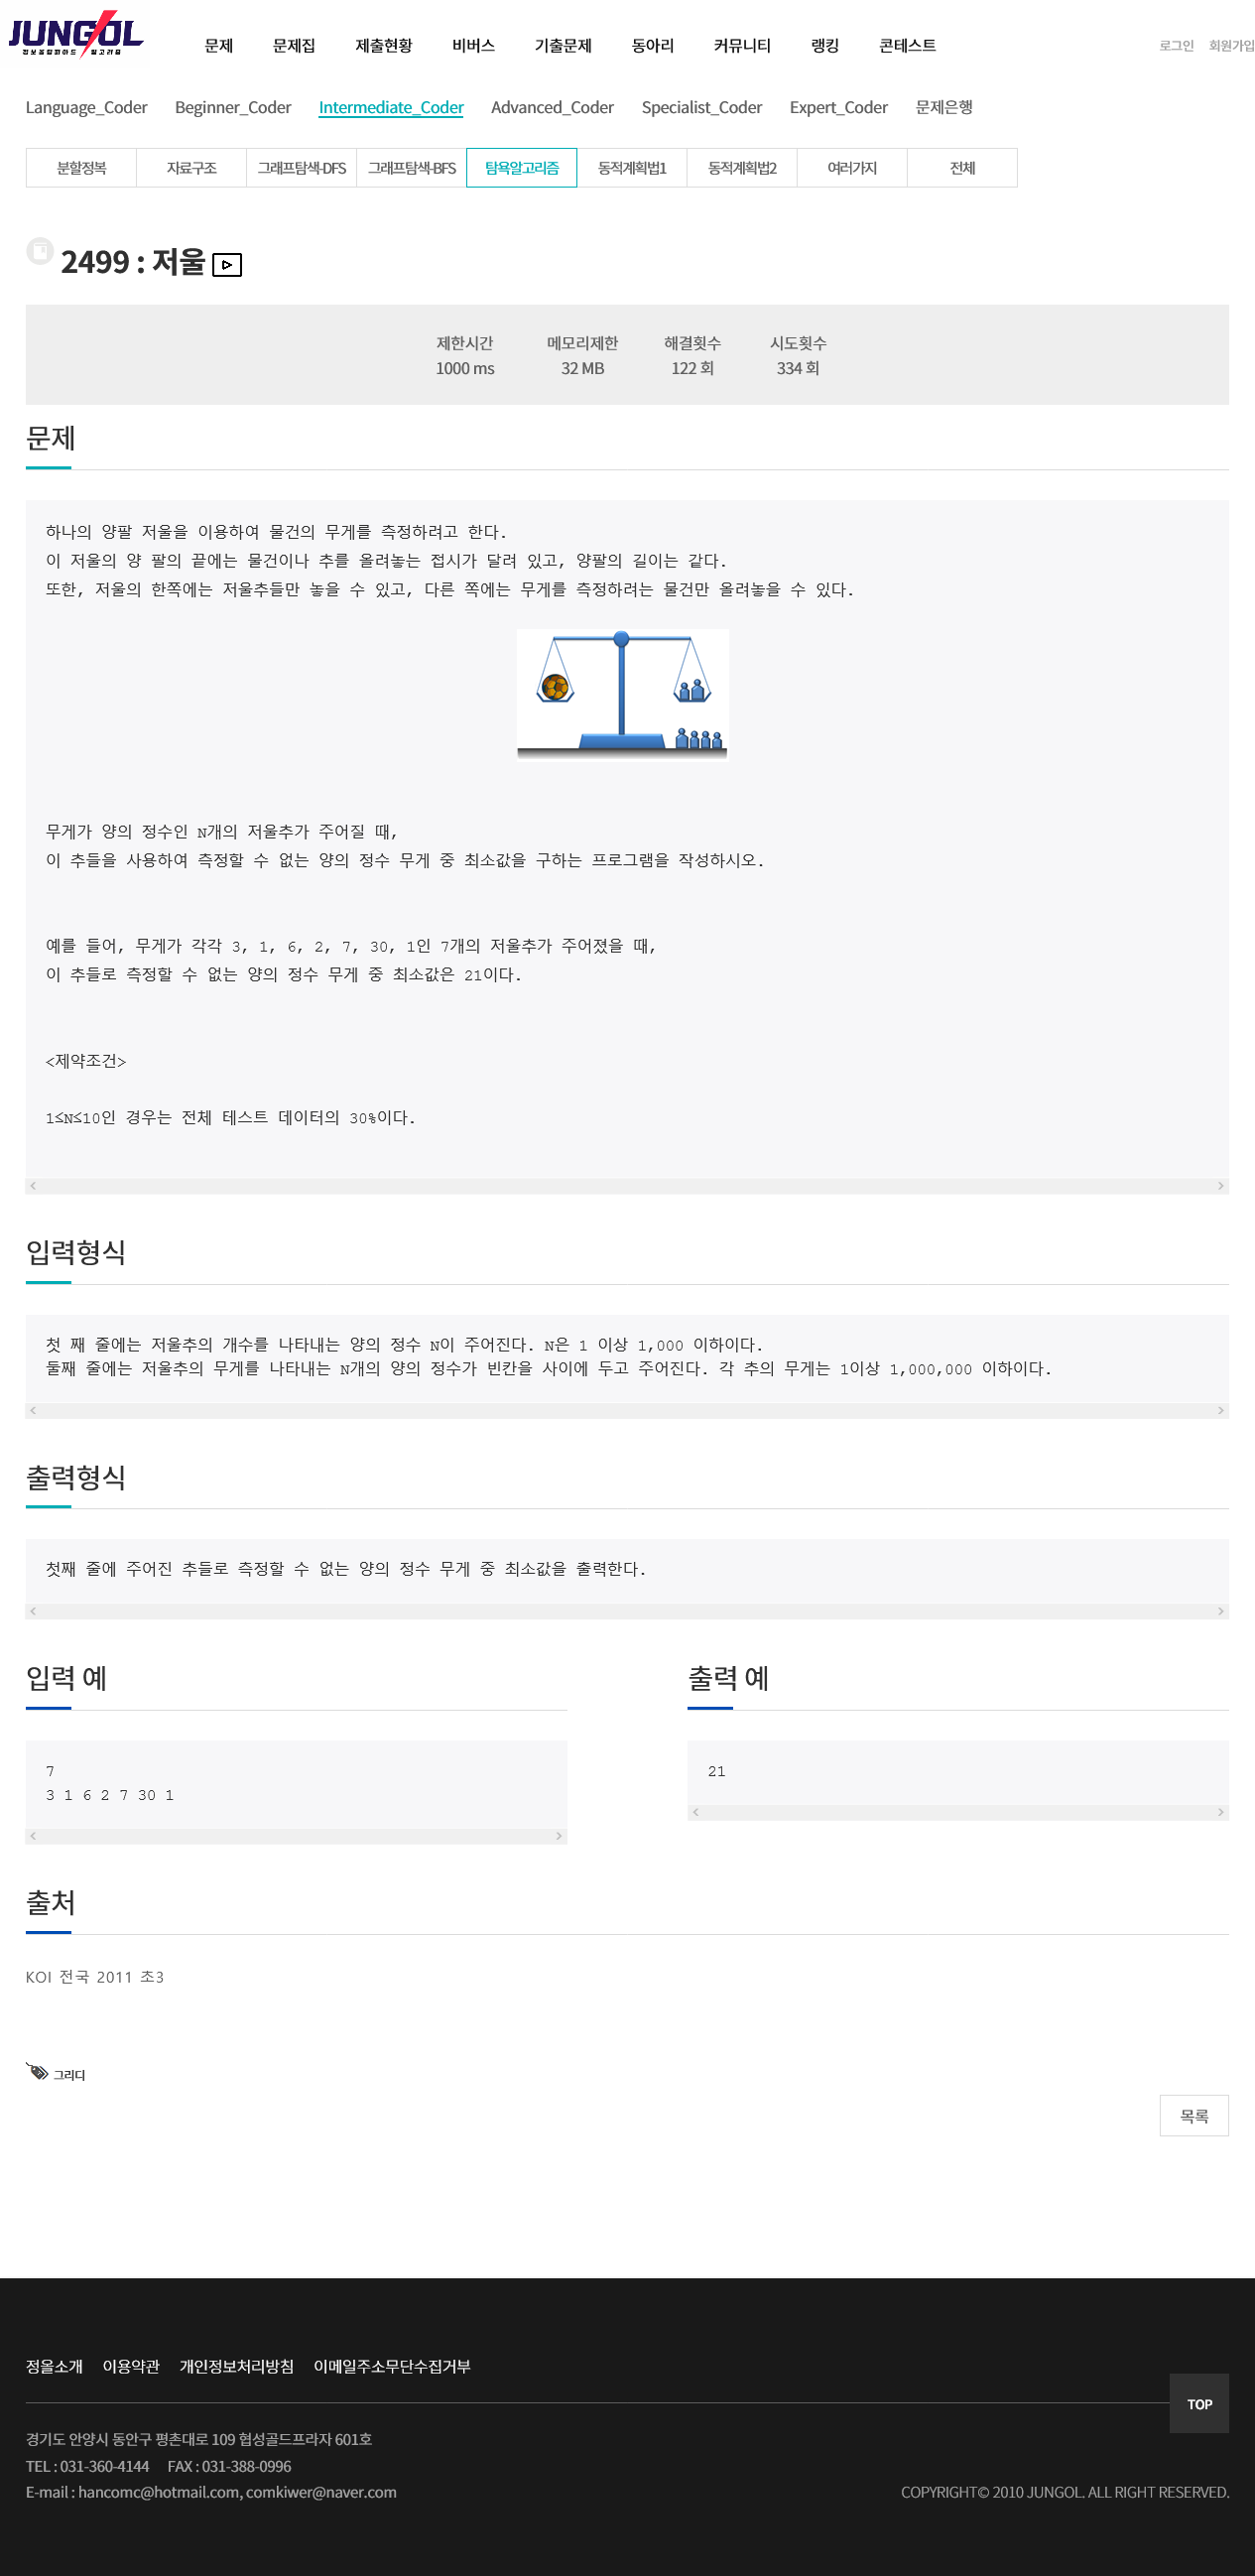 JUNGOL
정보올림피아드 알고리즘
문제 문제집 제출현황 비버스 기출문제 동아리 커뮤니티 랭킹 콘테스트 로그인 회원가입
Language_Coder Beginner_Coder Intermediate_Coder Advanced_Coder Specialist_Coder Expert_Coder 문제은행
분할정복 자료구조 그래프탐색-DFS 그래프탐색-BFS 탐욕알고리즘 동적계획법1 동적계획법2 여러가지 전체
2499 : 저울
제한시간 메모리제한 해결횟수 시도횟수
1000 ms 32 MB 122 회 334 회
문제
하나의 양팔 저울을 이용하여 물건의 무게를 측정하려고 한다.
이 저울의 양 팔의 끝에는 물건이나 추를 올려놓는 접시가 달려 있고, 양팔의 길이는 같다.
또한, 저울의 한쪽에는 저울추들만 놓을 수 있고, 다른 쪽에는 무게를 측정하려는 물건만 올려놓을 수 있다.
무게가 양의 정수인 N개의 저울추가 주어질 때,
이 추들을 사용하여 측정할 수 없는 양의 정수 무게 중 최소값을 구하는 프로그램을 작성하시오.
예를 들어, 무게가 각각 3, 1, 6, 2, 7, 30, 1인 7개의 저울추가 주어졌을 때,
이 추들로 측정할 수 없는 양의 정수 무게 중 최소값은 21이다.
<제약조건>
1≤N≤10인 경우는 전체 테스트 데이터의 30%이다.
입력형식
첫 째 줄에는 저울추의 개수를 나타내는 양의 정수 N이 주어진다. N은 1 이상 1,000 이하이다.
둘째 줄에는 저울추의 무게를 나타내는 N개의 양의 정수가 빈칸을 사이에 두고 주어진다. 각 추의 무게는 1이상 1,000,000 이하이다.
출력형식
첫째 줄에 주어진 추들로 측정할 수 없는 양의 정수 무게 중 최소값을 출력한다.
입력 예
7
3 1 6 2 7 30 1
출력 예
21
출처
KOI 전국 2011 초3
그리디
목록
정올소개 이용약관 개인정보처리방침 이메일주소무단수집거부
TOP
경기도 안양시 동안구 평촌대로 109 협성골드프라자 601호
TEL : 031-360-4144 FAX : 031-388-0996
E-mail : hancomc@hotmail.com, comkiwer@naver.com
COPYRIGHT© 2010 JUNGOL. ALL RIGHT RESERVED.